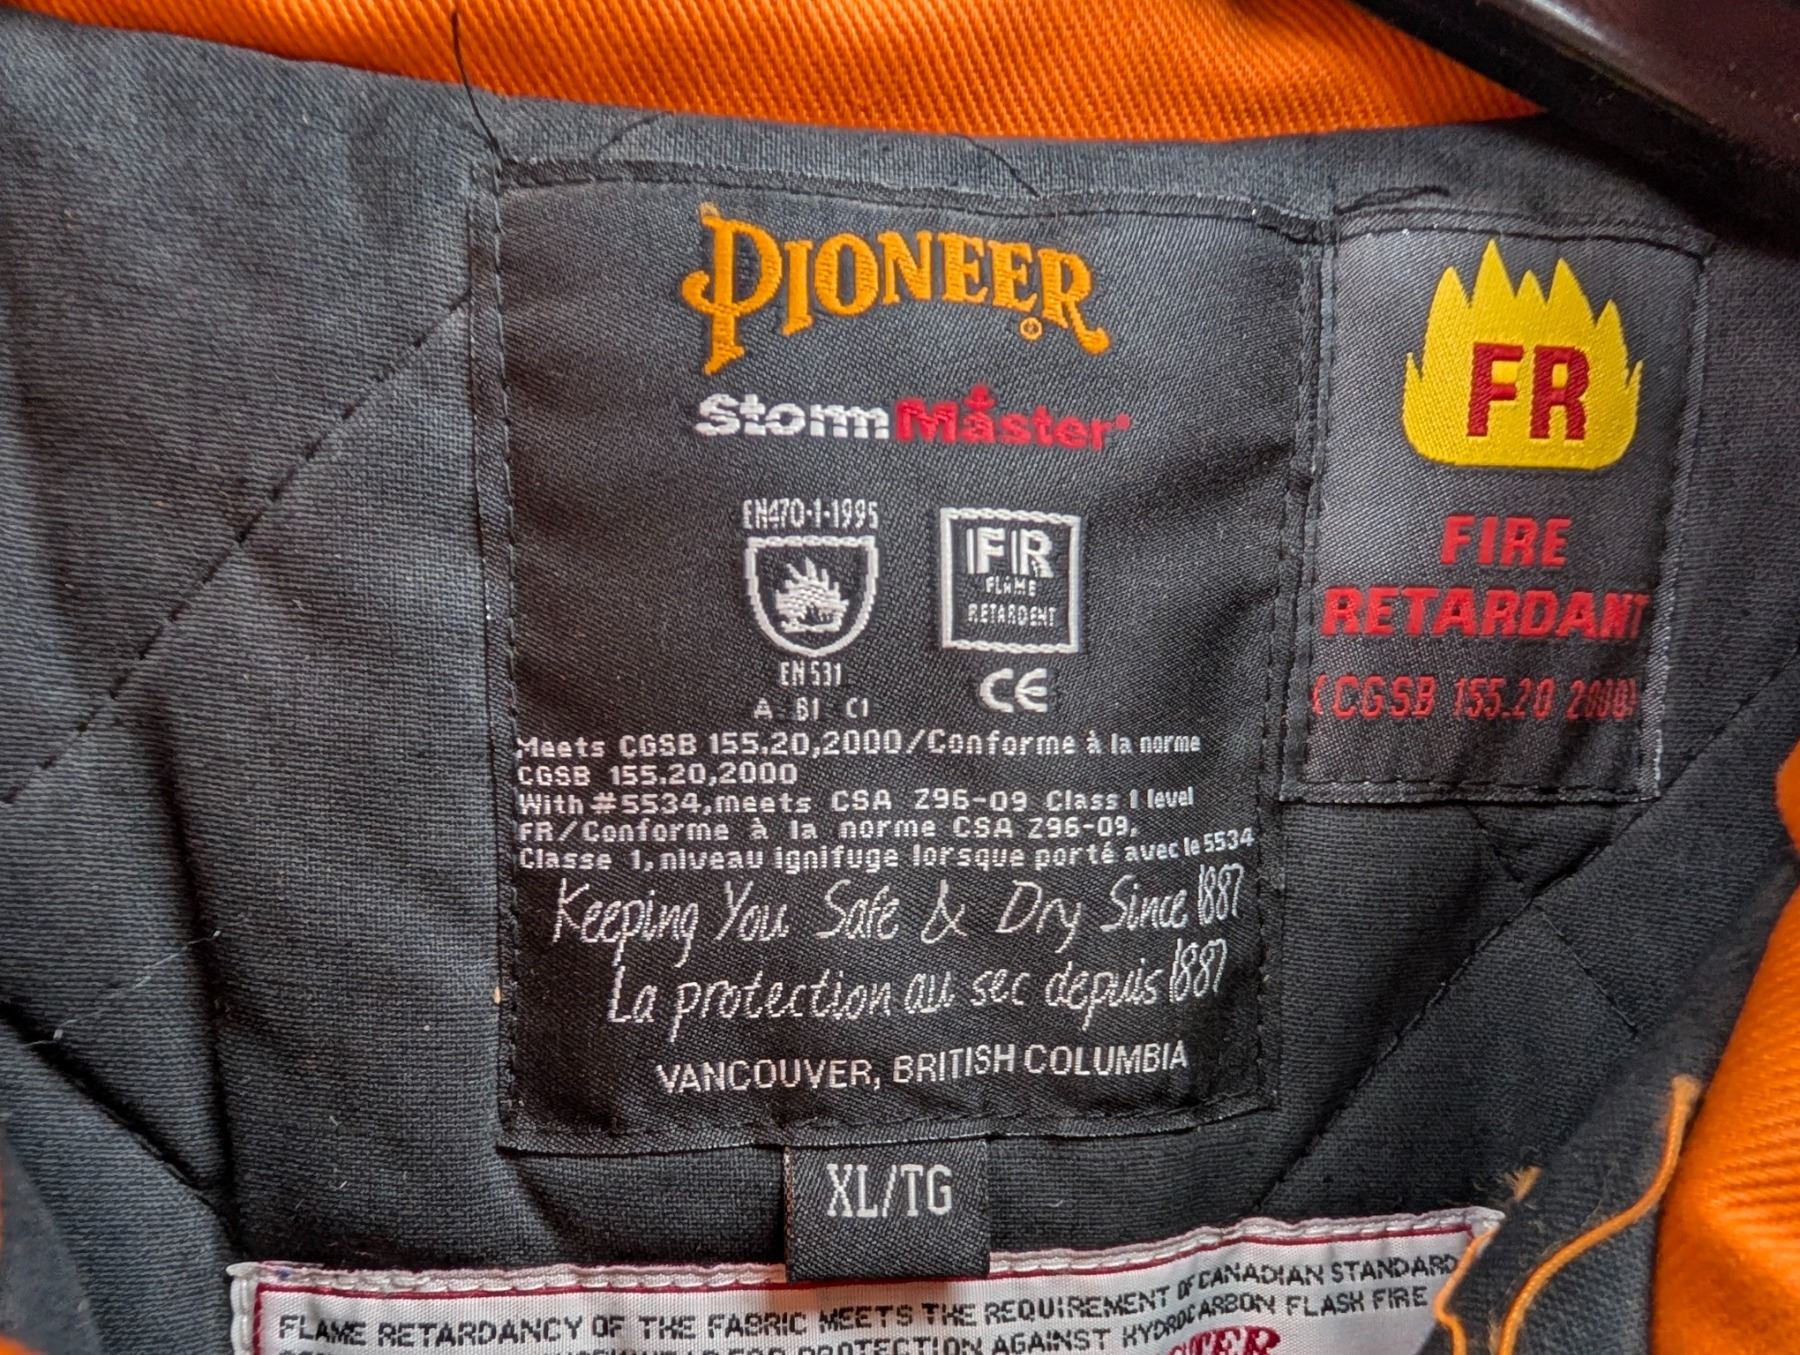 PIONEER
StormMaster
EN470-1-1995
FR
FLAME
RETARDENT
EN 531
A B1 C1
CE
Meets CGSB 155.20,2000/Conforme à la norme
CGSB 155.20,2000
With #5534,meets CSA Z96-09 Class 1 level
FR/Conforme à la norme CSA Z96-09,
Classe 1, niveau ignifuge lorsque porté avec le 5534
Keeping You Safe & Dry Since 1887
La protection au sec depuis 1887
VANCOUVER, BRITISH COLUMBIA
FR
FIRE
RETARDANT
(CGSB 155.20 2000)
XL/TG
FLAME RETARDANCY OF THE FABRIC MEETS THE REQUIREMENT OF CANADIAN STANDARD
FOR PROTECTION AGAINST HYDROCARBON FLASH FIRE